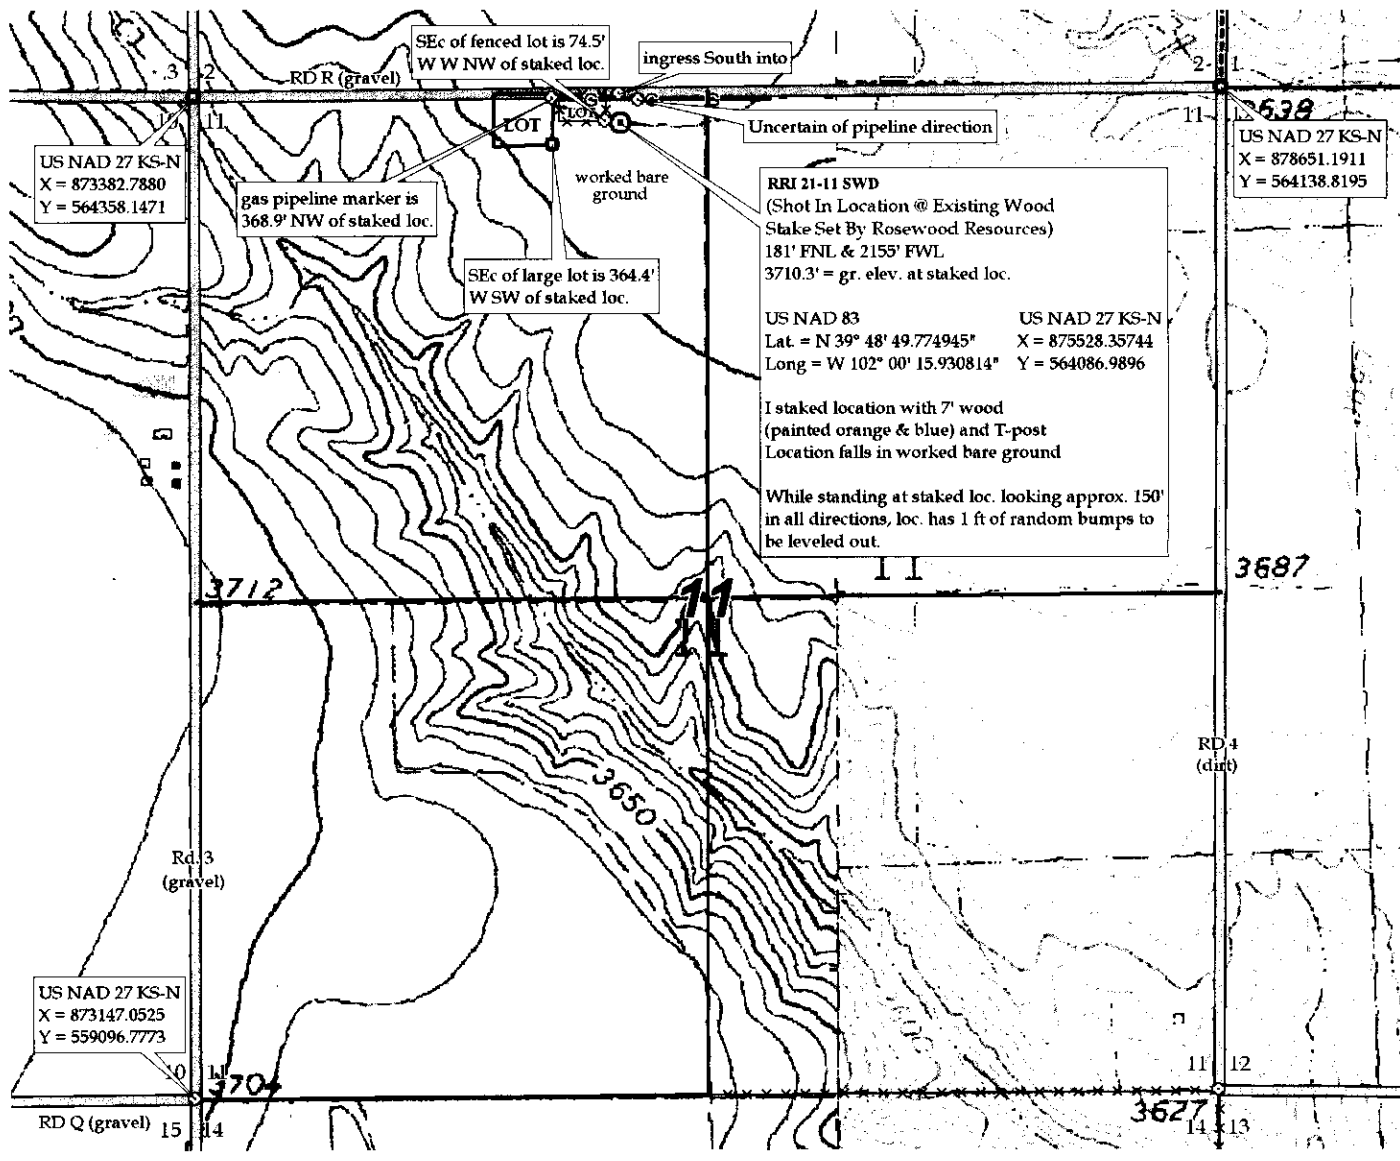 SEc of fenced lot is 74.5'
W W NW of staked loc.
ingress South into
3 2
RD R (gravel)
2 1
11
3638
LOT
LOT
Uncertain of pipeline direction
US NAD 27 KS-N
X = 878651.1911
Y = 564138.8195
US NAD 27 KS-N
X = 873382.7880
Y = 564358.1471
gas pipeline marker is
368.9' NW of staked loc.
worked bare
ground
SEc of large lot is 364.4'
W SW of staked loc.
RRI 21-11 SWD
(Shot In Location @ Existing Wood
Stake Set By Rosewood Resources)
181' FNL & 2155' FWL
3710.3' = gr. elev. at staked loc.
US NAD 83
Lat. = N 39° 48' 49.774945"
Long = W 102° 00' 15.930814"
US NAD 27 KS-N
X = 875528.35744
Y = 564086.9896
I staked location with 7' wood
(painted orange & blue) and T-post
Location falls in worked bare ground
While standing at staked loc. looking approx. 150'
in all directions, loc. has 1 ft of random bumps to
be leveled out.
11
3712
3687
11
11
3650
RD 4
(dirt)
Rd. 3
(gravel)
US NAD 27 KS-N
X = 873147.0525
Y = 559096.7773
10 11
3704
11 12
RD Q (gravel)
15 14
3627
14 13